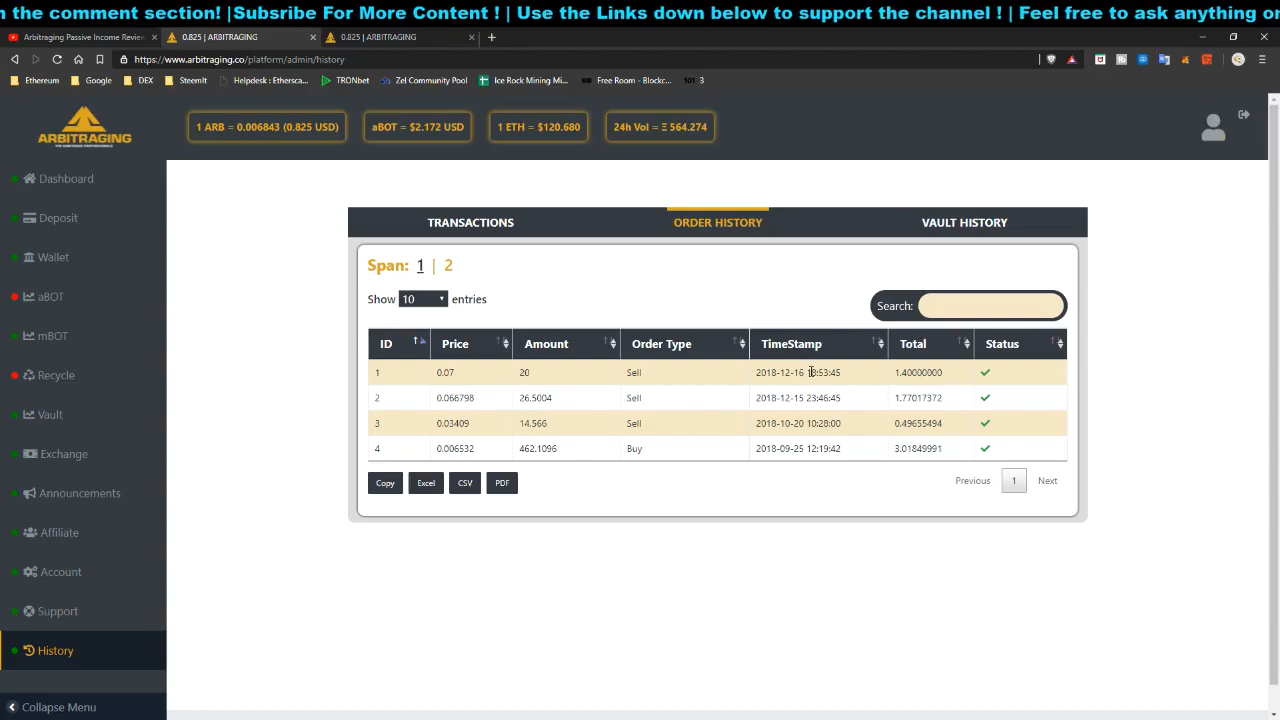 n the comment section! |Subsribe For More Content ! | Use the Links down below to support the channel ! | Feel free to ask anything on
Arbitraging Passive Income Review
0.825 | ARBITRAGING
0.825 | ARBITRAGING
https://www.arbitraging.co/platform/admin/history
Ethereum
Google
DEX
SteemIt
Helpdesk : Ethersca...
TRONbet
Zel Community Pool
Ice Rock Mining Mi...
Free Room - Blockc...
101 3
ARBITRAGING
1 ARB = 0.006843 (0.825 USD)
aBOT = $2.172 USD
1 ETH = $120.680
24h Vol = Ξ 564.274
Dashboard
Deposit
Wallet
aBOT
mBOT
Recycle
Vault
Exchange
Announcements
Affiliate
Account
Support
History
Collapse Menu
TRANSACTIONS
ORDER HISTORY
VAULT HISTORY
Span: 1 | 2
Show 10 entries
Search:
ID Price Amount Order Type TimeStamp Total Status
1 0.07 20 Sell 2018-12-16 :53:45 1.40000000
2 0.066798 26.5004 Sell 2018-12-15 23:46:45 1.77017372
3 0.03409 14.566 Sell 2018-10-20 10:28:00 0.49655494
4 0.006532 462.1096 Buy 2018-09-25 12:19:42 3.01849991
Copy Excel CSV PDF
Previous 1 Next